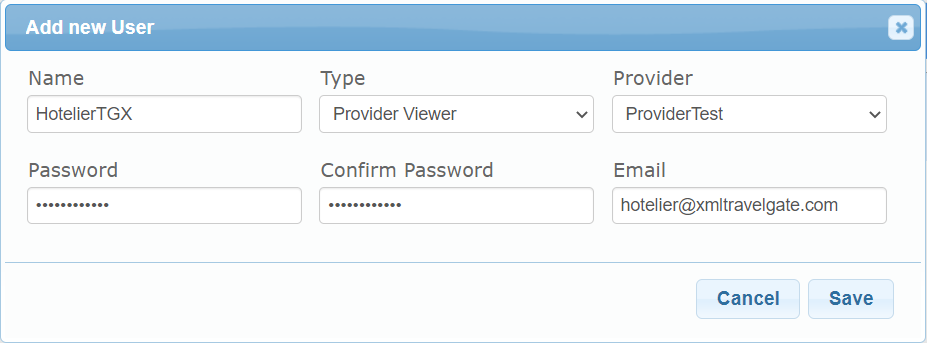 Add new User
Name Type Provider
HotelierTGX Provider Viewer ProviderTest
Password Confirm Password Email
•••••••••••• •••••••••••• hotelier@xmltravelgate.com
Cancel Save